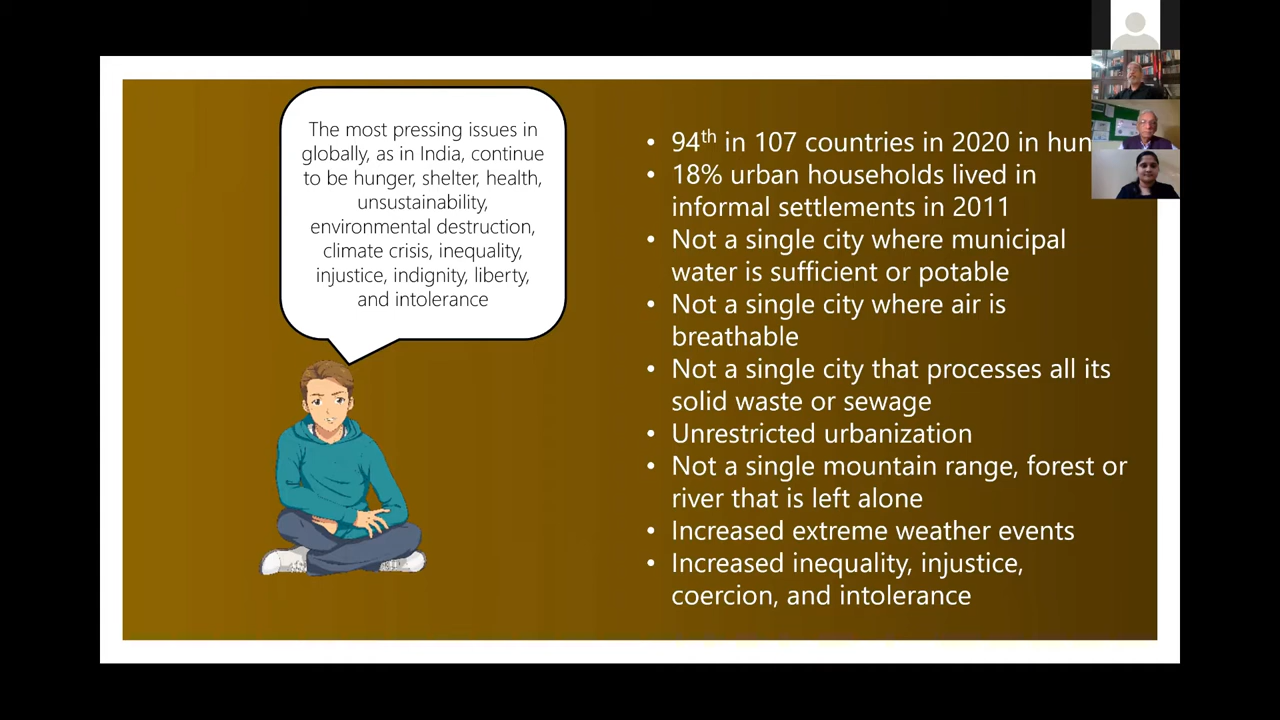 The most pressing issues in
globally, as in India, continue
to be hunger, shelter, health,
unsustainability,
environmental destruction,
climate crisis, inequality,
injustice, indignity, liberty,
and intolerance
• 94th in 107 countries in 2020 in
• 18% urban households lived in
informal settlements in 2011
• Not a single city where municipal
water is sufficient or potable
• Not a single city where air is
breathable
• Not a single city that processes all its
solid waste or sewage
• Unrestricted urbanization
• Not a single mountain range, forest or
river that is left alone
• Increased extreme weather events
• Increased inequality, injustice,
coercion, and intolerance